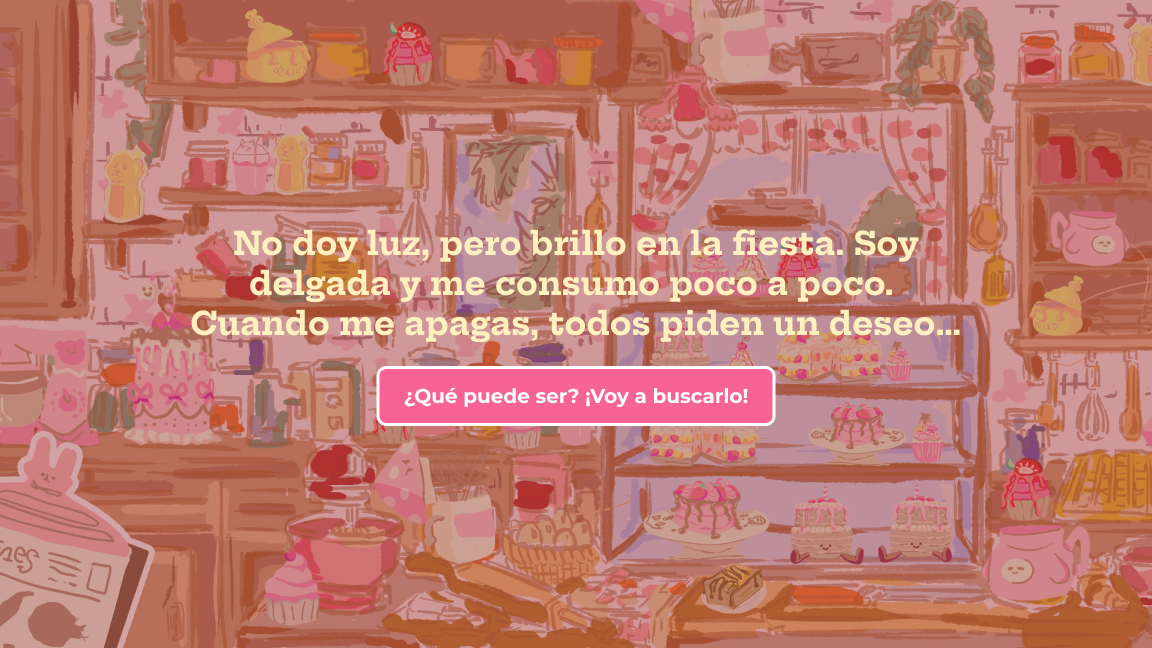 No doy luz, pero brillo en la fiesta. Soy
delgada y me consumo poco a poco.
Cuando me apagas, todos piden un deseo...
¿Qué puede ser? ¡Voy a buscarlo!